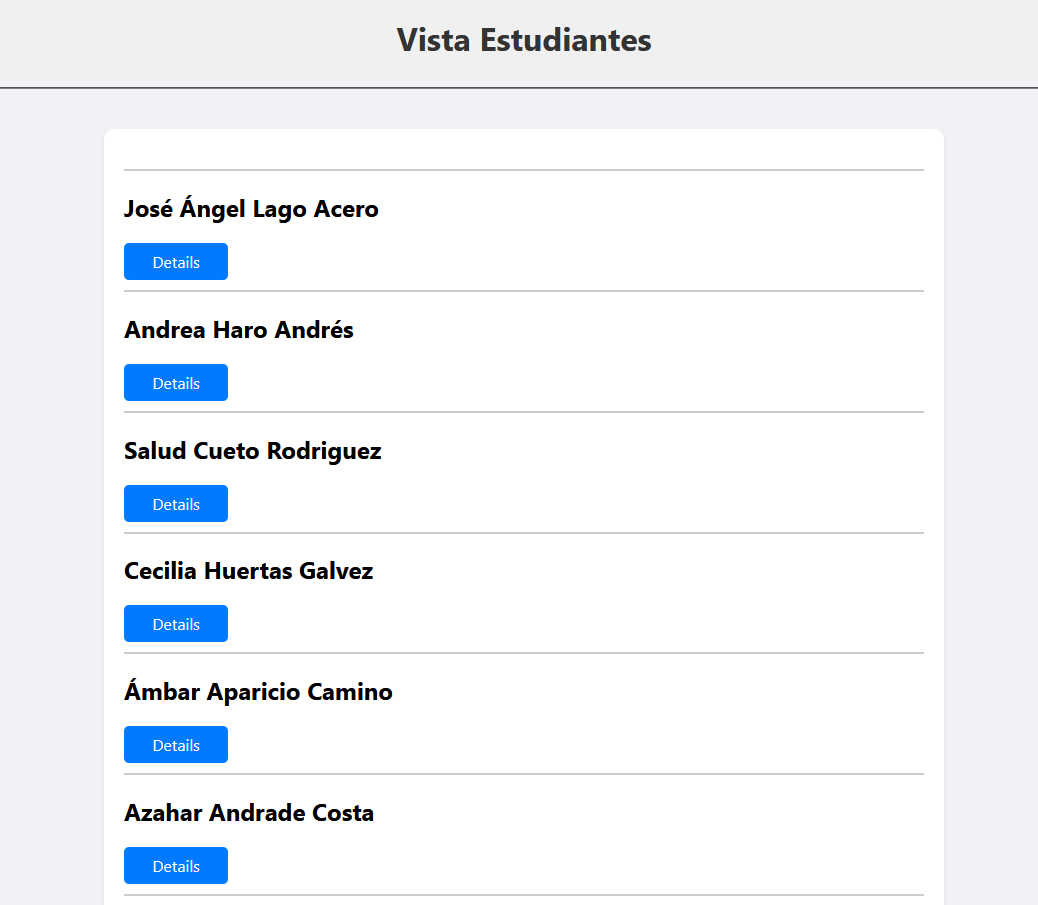 Vista Estudiantes
José Ángel Lago Acero
Details
Andrea Haro Andrés
Details
Salud Cueto Rodriguez
Details
Cecilia Huertas Galvez
Details
Ámbar Aparicio Camino
Details
Azahar Andrade Costa
Details